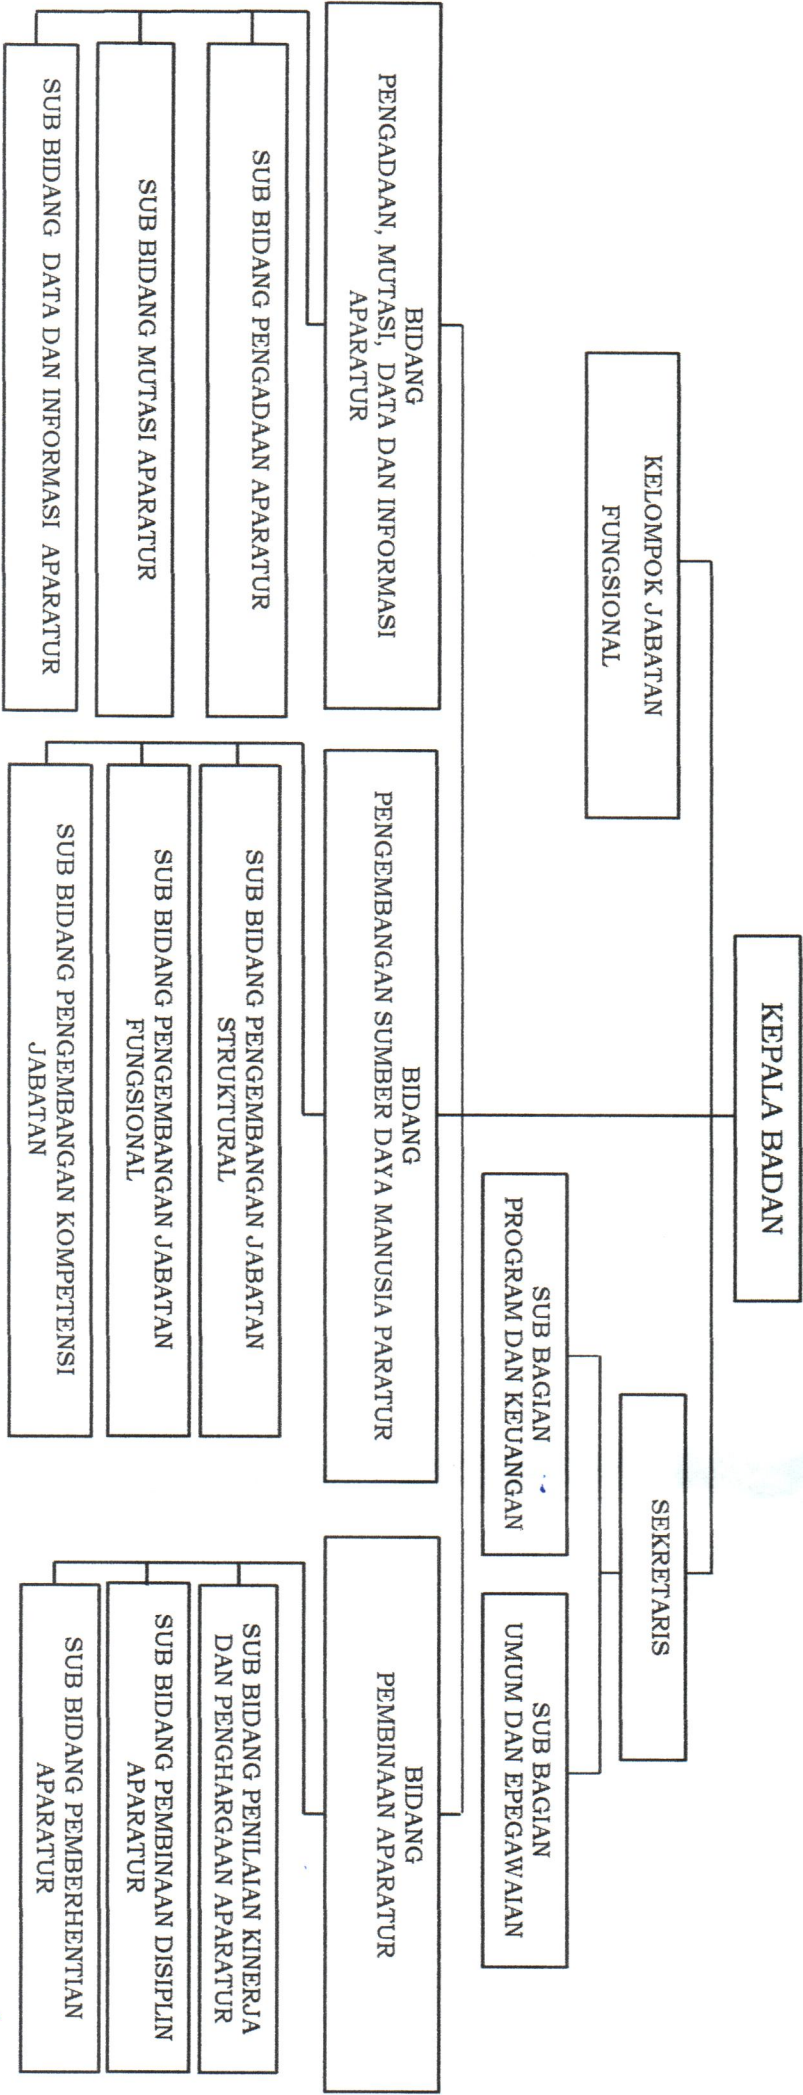 KEPALA BADAN
KELOMPOK JABATAN
FUNGSIONAL
SEKRETARIS
SUB BAGIAN
PROGRAM DAN KEUANGAN
SUB BAGIAN
UMUM DAN EPEGAWAIAN
BIDANG
PENGADAAN, MUTASI, DATA DAN INFORMASI
APARATUR
SUB BIDANG PENGADAAN APARATUR
SUB BIDANG MUTASI APARATUR
SUB BIDANG DATA DAN INFORMASI APARATUR
BIDANG
PENGEMBANGAN SUMBER DAYA MANUSIA PARATUR
SUB BIDANG PENGEMBANGAN JABATAN
STRUKTURAL
SUB BIDANG PENGEMBANGAN JABATAN
FUNGSIONAL
SUB BIDANG PENGEMBANGAN KOMPETENSI
JABATAN
BIDANG
PEMBINAAN APARATUR
SUB BIDANG PENILAIAN KINERJA
DAN PENGHARGAAN APARATUR
SUB BIDANG PEMBINAAN DISIPLIN
APARATUR
SUB BIDANG PEMBERHENTIAN
APARATUR